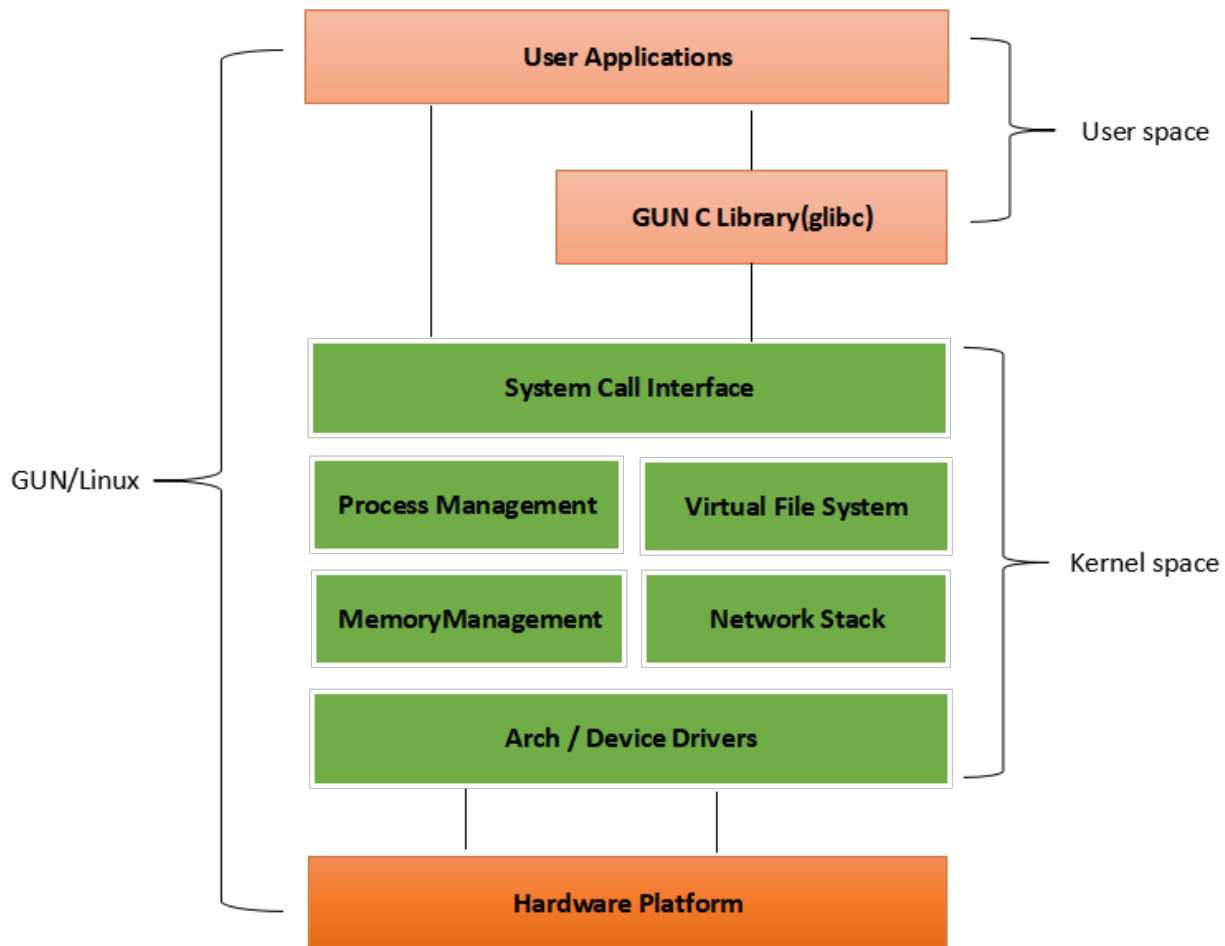 User Applications
User space
GUN C Library(glibc)
System Call Interface
GUN/Linux
Process Management
Virtual File System
Kernel space
MemoryManagement
Network Stack
Arch / Device Drivers
Hardware Platform